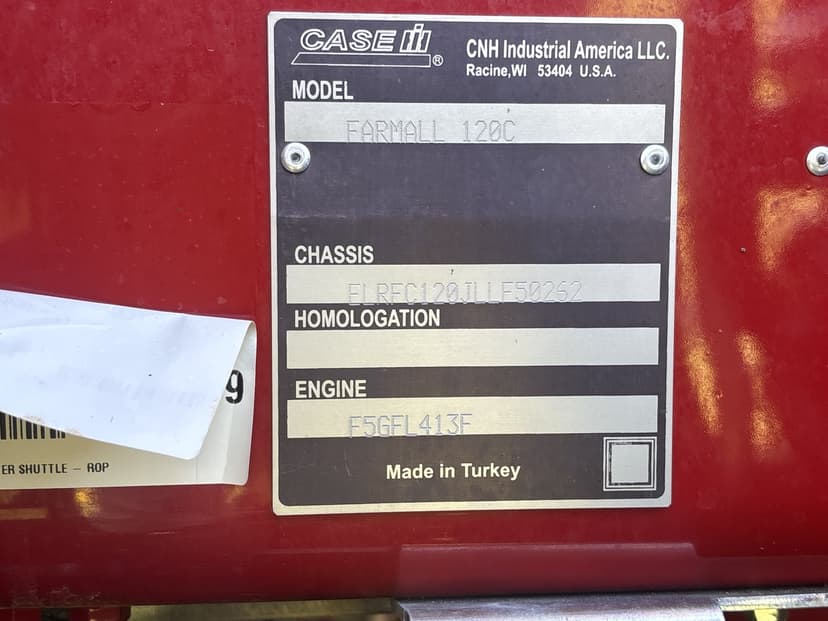 CASE IH ®
CNH Industrial America LLC.
Racine,WI 53404 U.S.A.
MODEL
FARMALL 120C
CHASSIS
ELRFC120JLLF50262
HOMOLOGATION
ENGINE
F5GFL413F
Made in Turkey
9
ER SHUTTLE – ROP